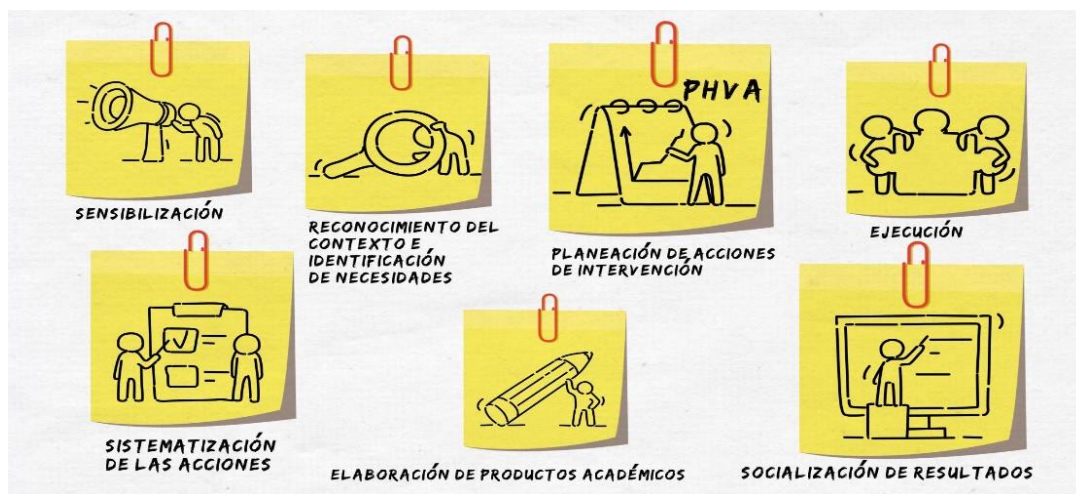 SENSIBILIZACIÓN
RECONOCIMIENTO DEL
CONTEXTO E
IDENTIFICACIÓN
DE NECESIDADES
PHVA
PLANEACIÓN DE ACCIONES
DE INTERVENCIÓN
EJECUCIÓN
SISTEMATIZACIÓN
DE LAS ACCIONES
ELABORACIÓN DE PRODUCTOS ACADÉMICOS
SOCIALIZACIÓN DE RESULTADOS